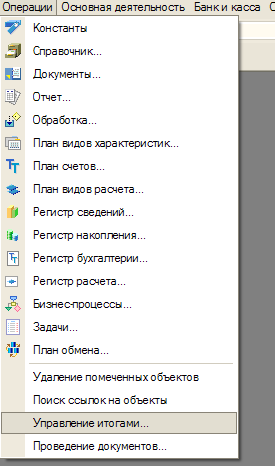 Операции Основная деятельность Банк и касса
Константы
Справочник...
Документы...
Отчет...
Обработка...
План видов характеристик...
План счетов...
План видов расчета...
Регистр сведений...
Регистр накопления...
Регистр бухгалтерии...
Регистр расчета...
Бизнес-процессы...
Задачи...
План обмена...
Удаление помеченных объектов
Поиск ссылок на объекты
Управление итогами...
Проведение документов...